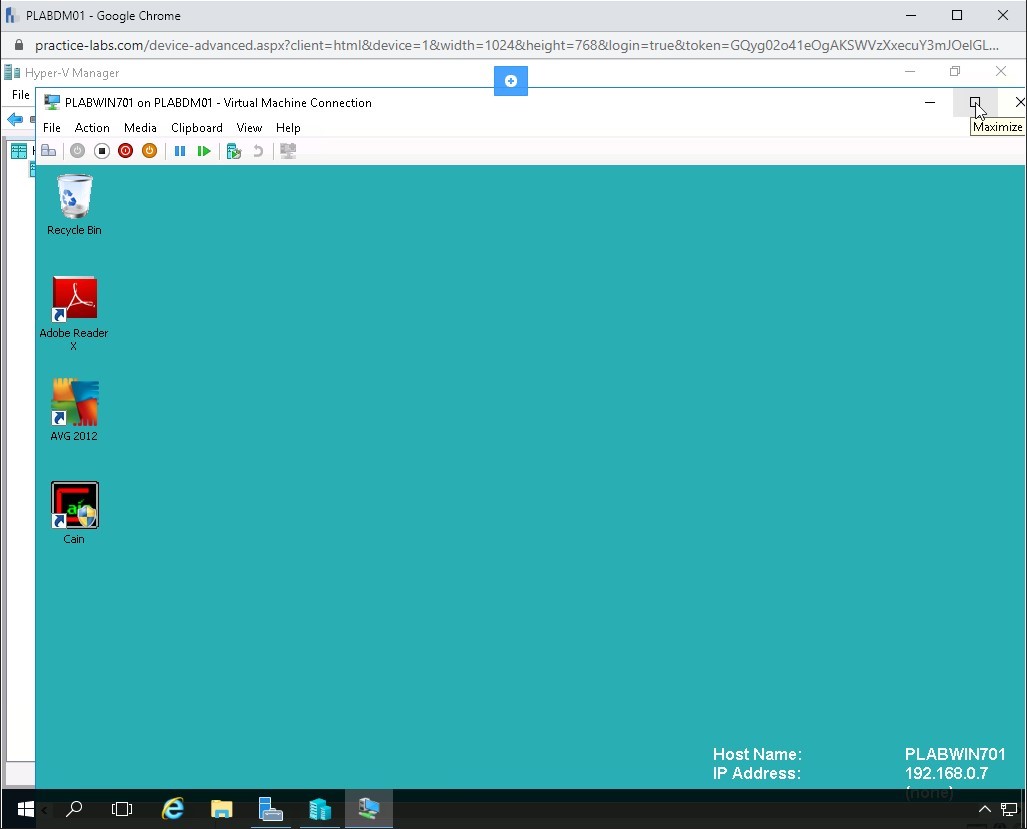 PLABDM01 - Google Chrome
practice-labs.com/device-advanced.aspx?client=html&device=1&width=1024&height=768&login=true&token=GQyg02o41eOgAKSWVzXxecuY3mJOeIGL...
Hyper-V Manager
File
PLABWIN701 on PLABDM01 - Virtual Machine Connection
Maximize
File Action Media Clipboard View Help
Recycle Bin
Adobe Reader
X
AVG 2012
Cain
Host Name: PLABWIN701
IP Address: 192.168.0.7
(none)